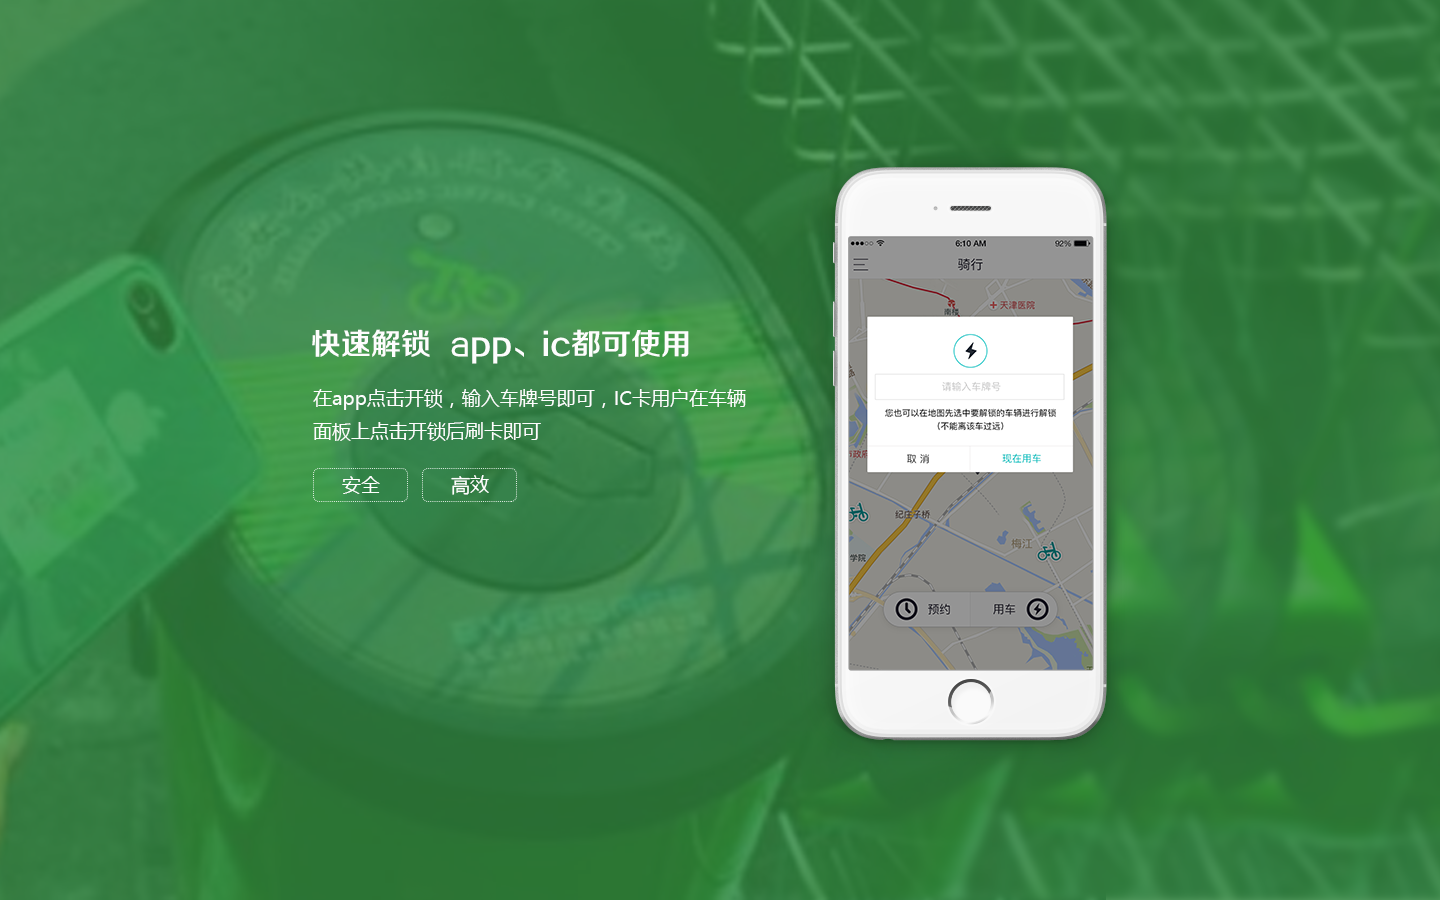 快速解锁 app、ic都可使用
在app点击开锁，输入车牌号即可，IC卡用户在车辆
面板上点击开锁后刷卡即可
安全 高效
6:10 AM 92%
骑行
天津医院
南楼
请输入车牌号
您也可以在地图先选中要解锁的车辆进行解锁
（不能离该车过远）
市政府
取 消 现在用车
纪庄子桥
梅江
学院
预约 用车